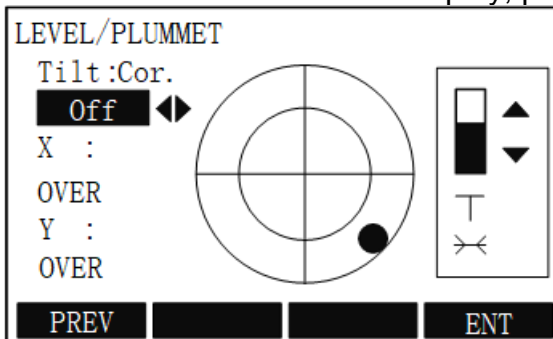 LEVEL/PLUMMET
Tilt:Cor.
Off
X :
OVER
Y :
OVER
PREV ENT